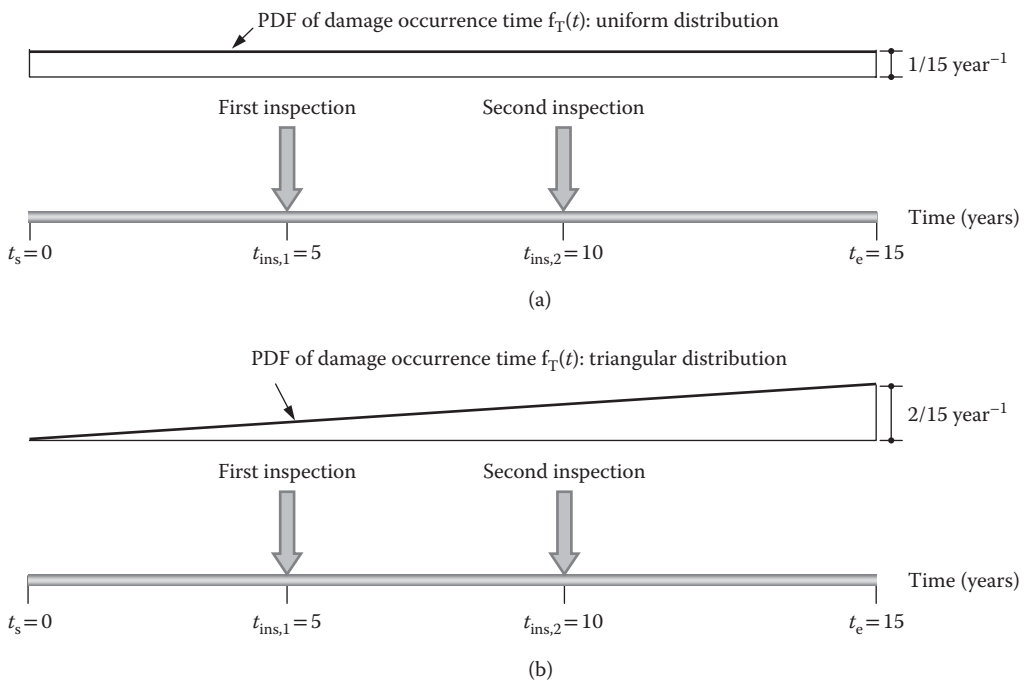 PDF of damage occurrence time f_T(t): uniform distribution
1/15 year⁻¹
First inspection Second inspection
Time (years)
t_s=0 t_ins,1=5 t_ins,2=10 t_e=15
(a)
PDF of damage occurrence time f_T(t): triangular distribution
2/15 year⁻¹
First inspection Second inspection
Time (years)
t_s=0 t_ins,1=5 t_ins,2=10 t_e=15
(b)